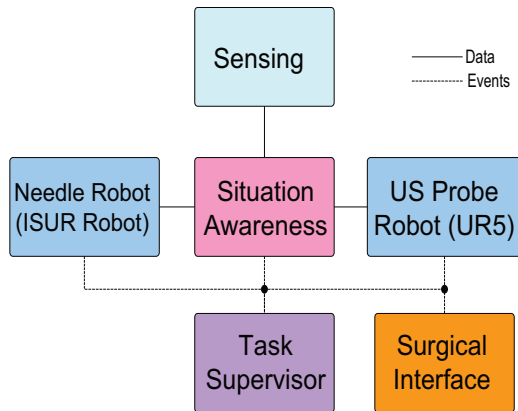 Sensing
Data
Events
Needle Robot
(ISUR Robot)
Situation
Awareness
US Probe
Robot (UR5)
Task
Supervisor
Surgical
Interface